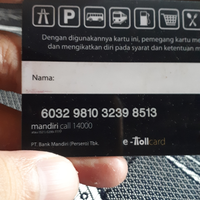 Dengan digunakannya kartu ini, pemegang kartu me
mengikatkan diri pada syarat dan ketentuan m
Nama:
6032 9810 3239 8513
mandiri call 14000
PT. Bank Mandiri (Persero) Tbk.
e-Tollcard